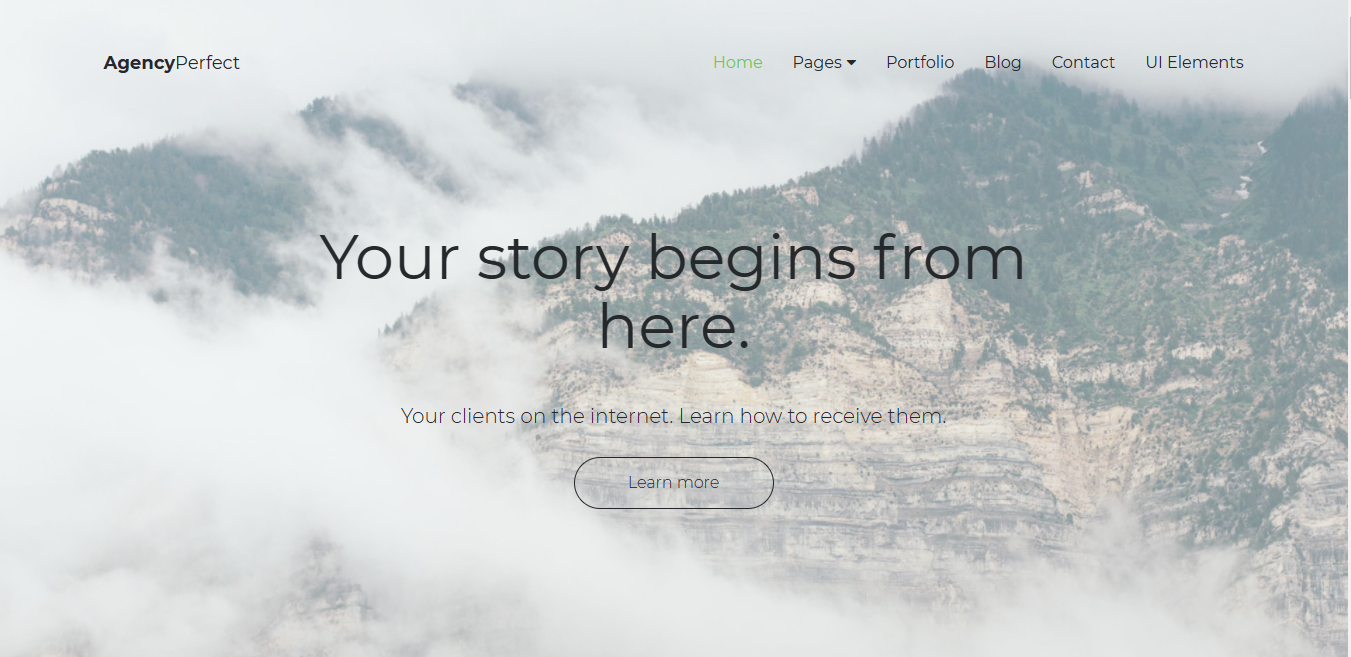 AgencyPerfect
Home Pages Portfolio Blog Contact UI Elements
Your story begins from
here.
Your clients on the internet. Learn how to receive them.
Learn more